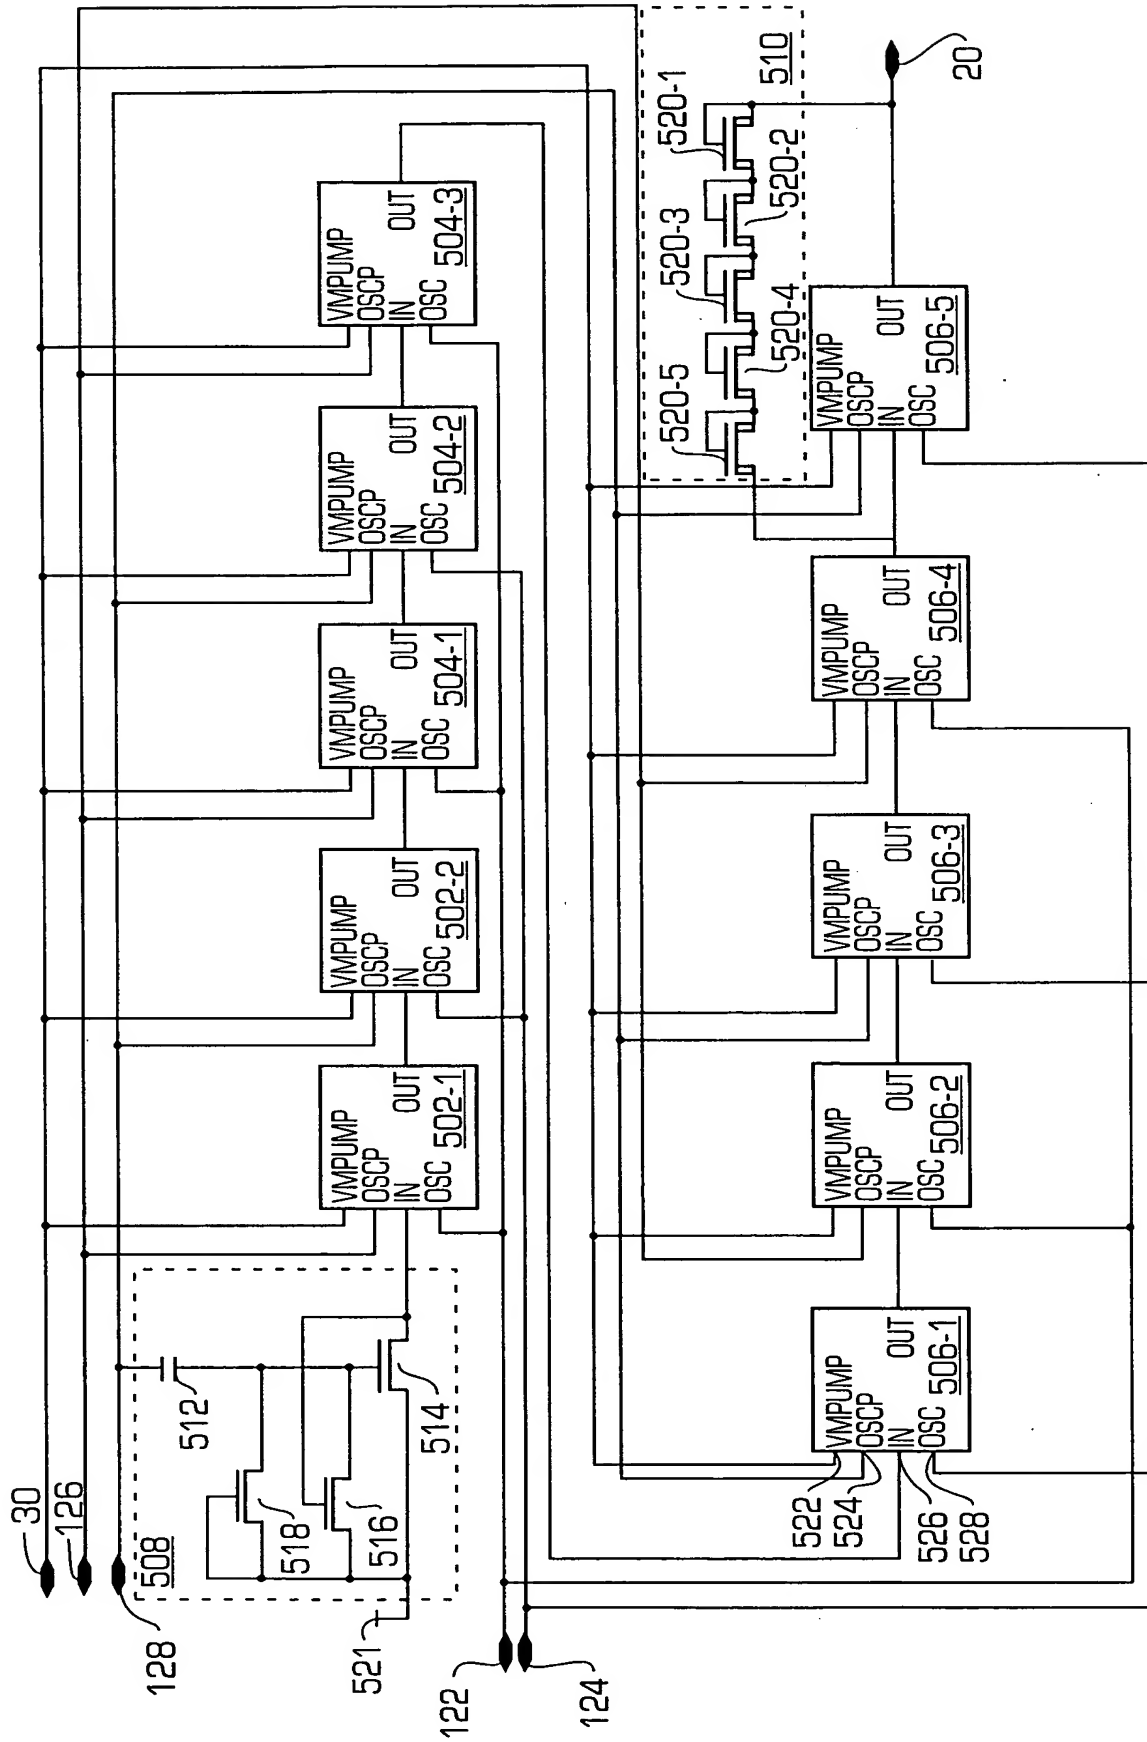 30
126
128
508
512
518
516
514
521
122
124
VMPUMP
OSCP
IN
OSC
OUT
502-1
VMPUMP
OSCP
IN
OSC
OUT
502-2
VMPUMP
OSCP
IN
OSC
OUT
504-1
VMPUMP
OSCP
IN
OSC
OUT
504-2
VMPUMP
OSCP
IN
OSC
OUT
504-3
VMPUMP
OSCP
IN
OSC
OUT
506-1
522
524
526
528
VMPUMP
OSCP
IN
OSC
OUT
506-2
VMPUMP
OSCP
IN
OSC
OUT
506-3
VMPUMP
OSCP
IN
OSC
OUT
506-4
VMPUMP
OSCP
IN
OSC
OUT
506-5
520-5
520-4
520-3
520-2
520-1
510
20